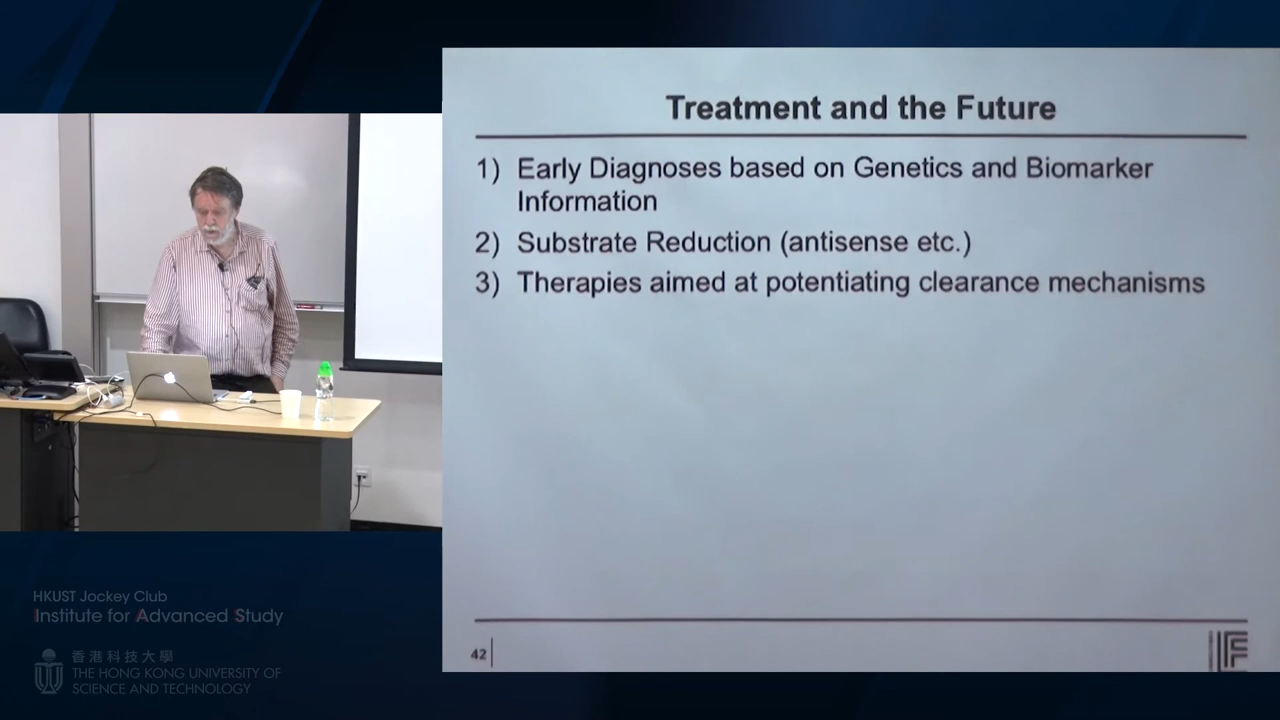 Treatment and the Future
1) Early Diagnoses based on Genetics and Biomarker
Information
2) Substrate Reduction (antisense etc.)
3) Therapies aimed at potentiating clearance mechanisms
42
HKUST Jockey Club
Institute for Advanced Study
香港科技大學
THE HONG KONG UNIVERSITY OF
SCIENCE AND TECHNOLOGY